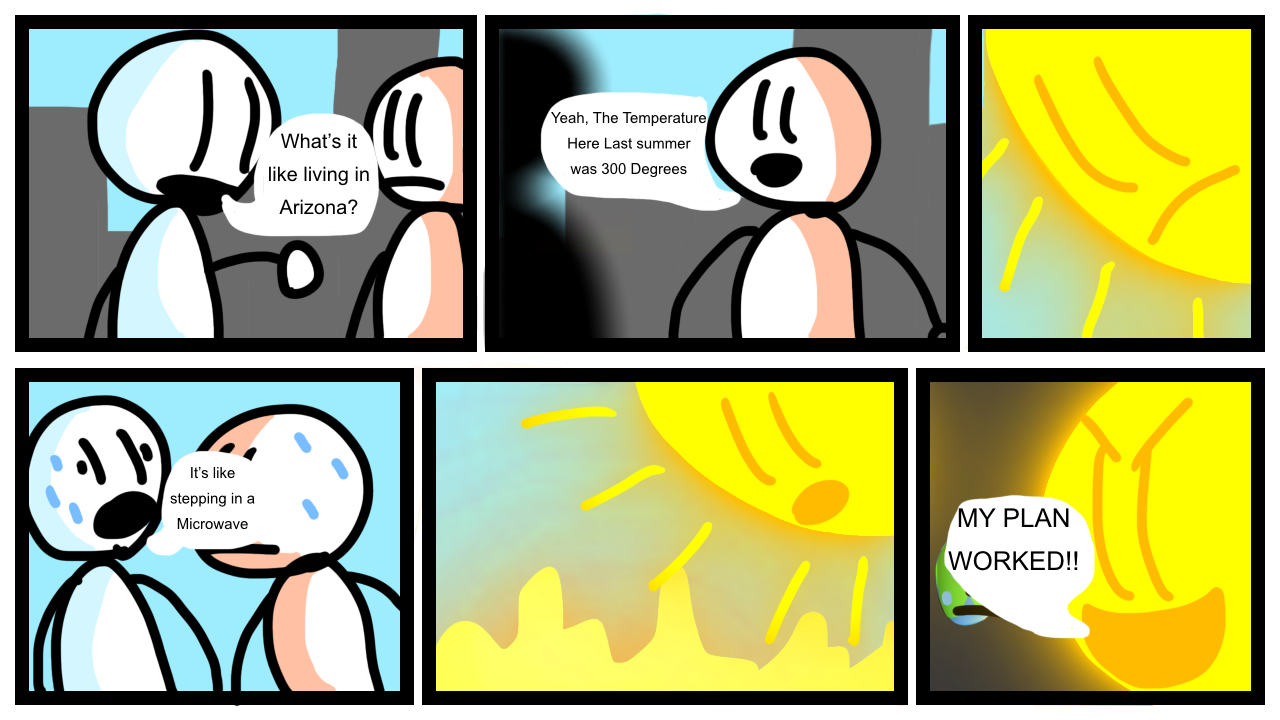 What's it
like living in
Arizona?
Yeah, The Temperature
Here Last summer
was 300 Degrees
It's like
stepping in a
Microwave
MY PLAN
WORKED!!